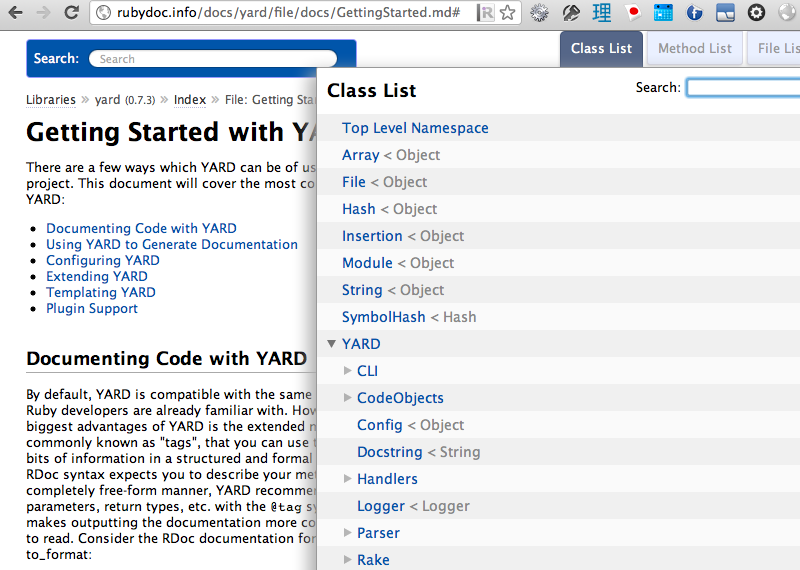 rubydoc.info/docs/yard/file/docs/GettingStarted.md#
理
Search: Search
Class List
Method List
File Lis
Libraries » yard (0.7.3) » Index » File: Getting Sta
Getting Started with YA
There are a few ways which YARD can be of us
project. This document will cover the most co
YARD:
• Documenting Code with YARD
• Using YARD to Generate Documentation
• Configuring YARD
• Extending YARD
• Templating YARD
• Plugin Support
Documenting Code with YARD
By default, YARD is compatible with the same
Ruby developers are already familiar with. How
biggest advantages of YARD is the extended m
commonly known as "tags", that you can use t
bits of information in a structured and formal
RDoc syntax expects you to describe your met
completely free-form manner, YARD recommen
parameters, return types, etc. with the @tag sy
makes outputting the documentation more co
to read. Consider the RDoc documentation for
to_format:
Class List
Search:
Top Level Namespace
Array < Object
File < Object
Hash < Object
Insertion < Object
Module < Object
String < Object
SymbolHash < Hash
▼ YARD
▶ CLI
▶ CodeObjects
Config < Object
Docstring < String
▶ Handlers
Logger < Logger
▶ Parser
▶ Rake